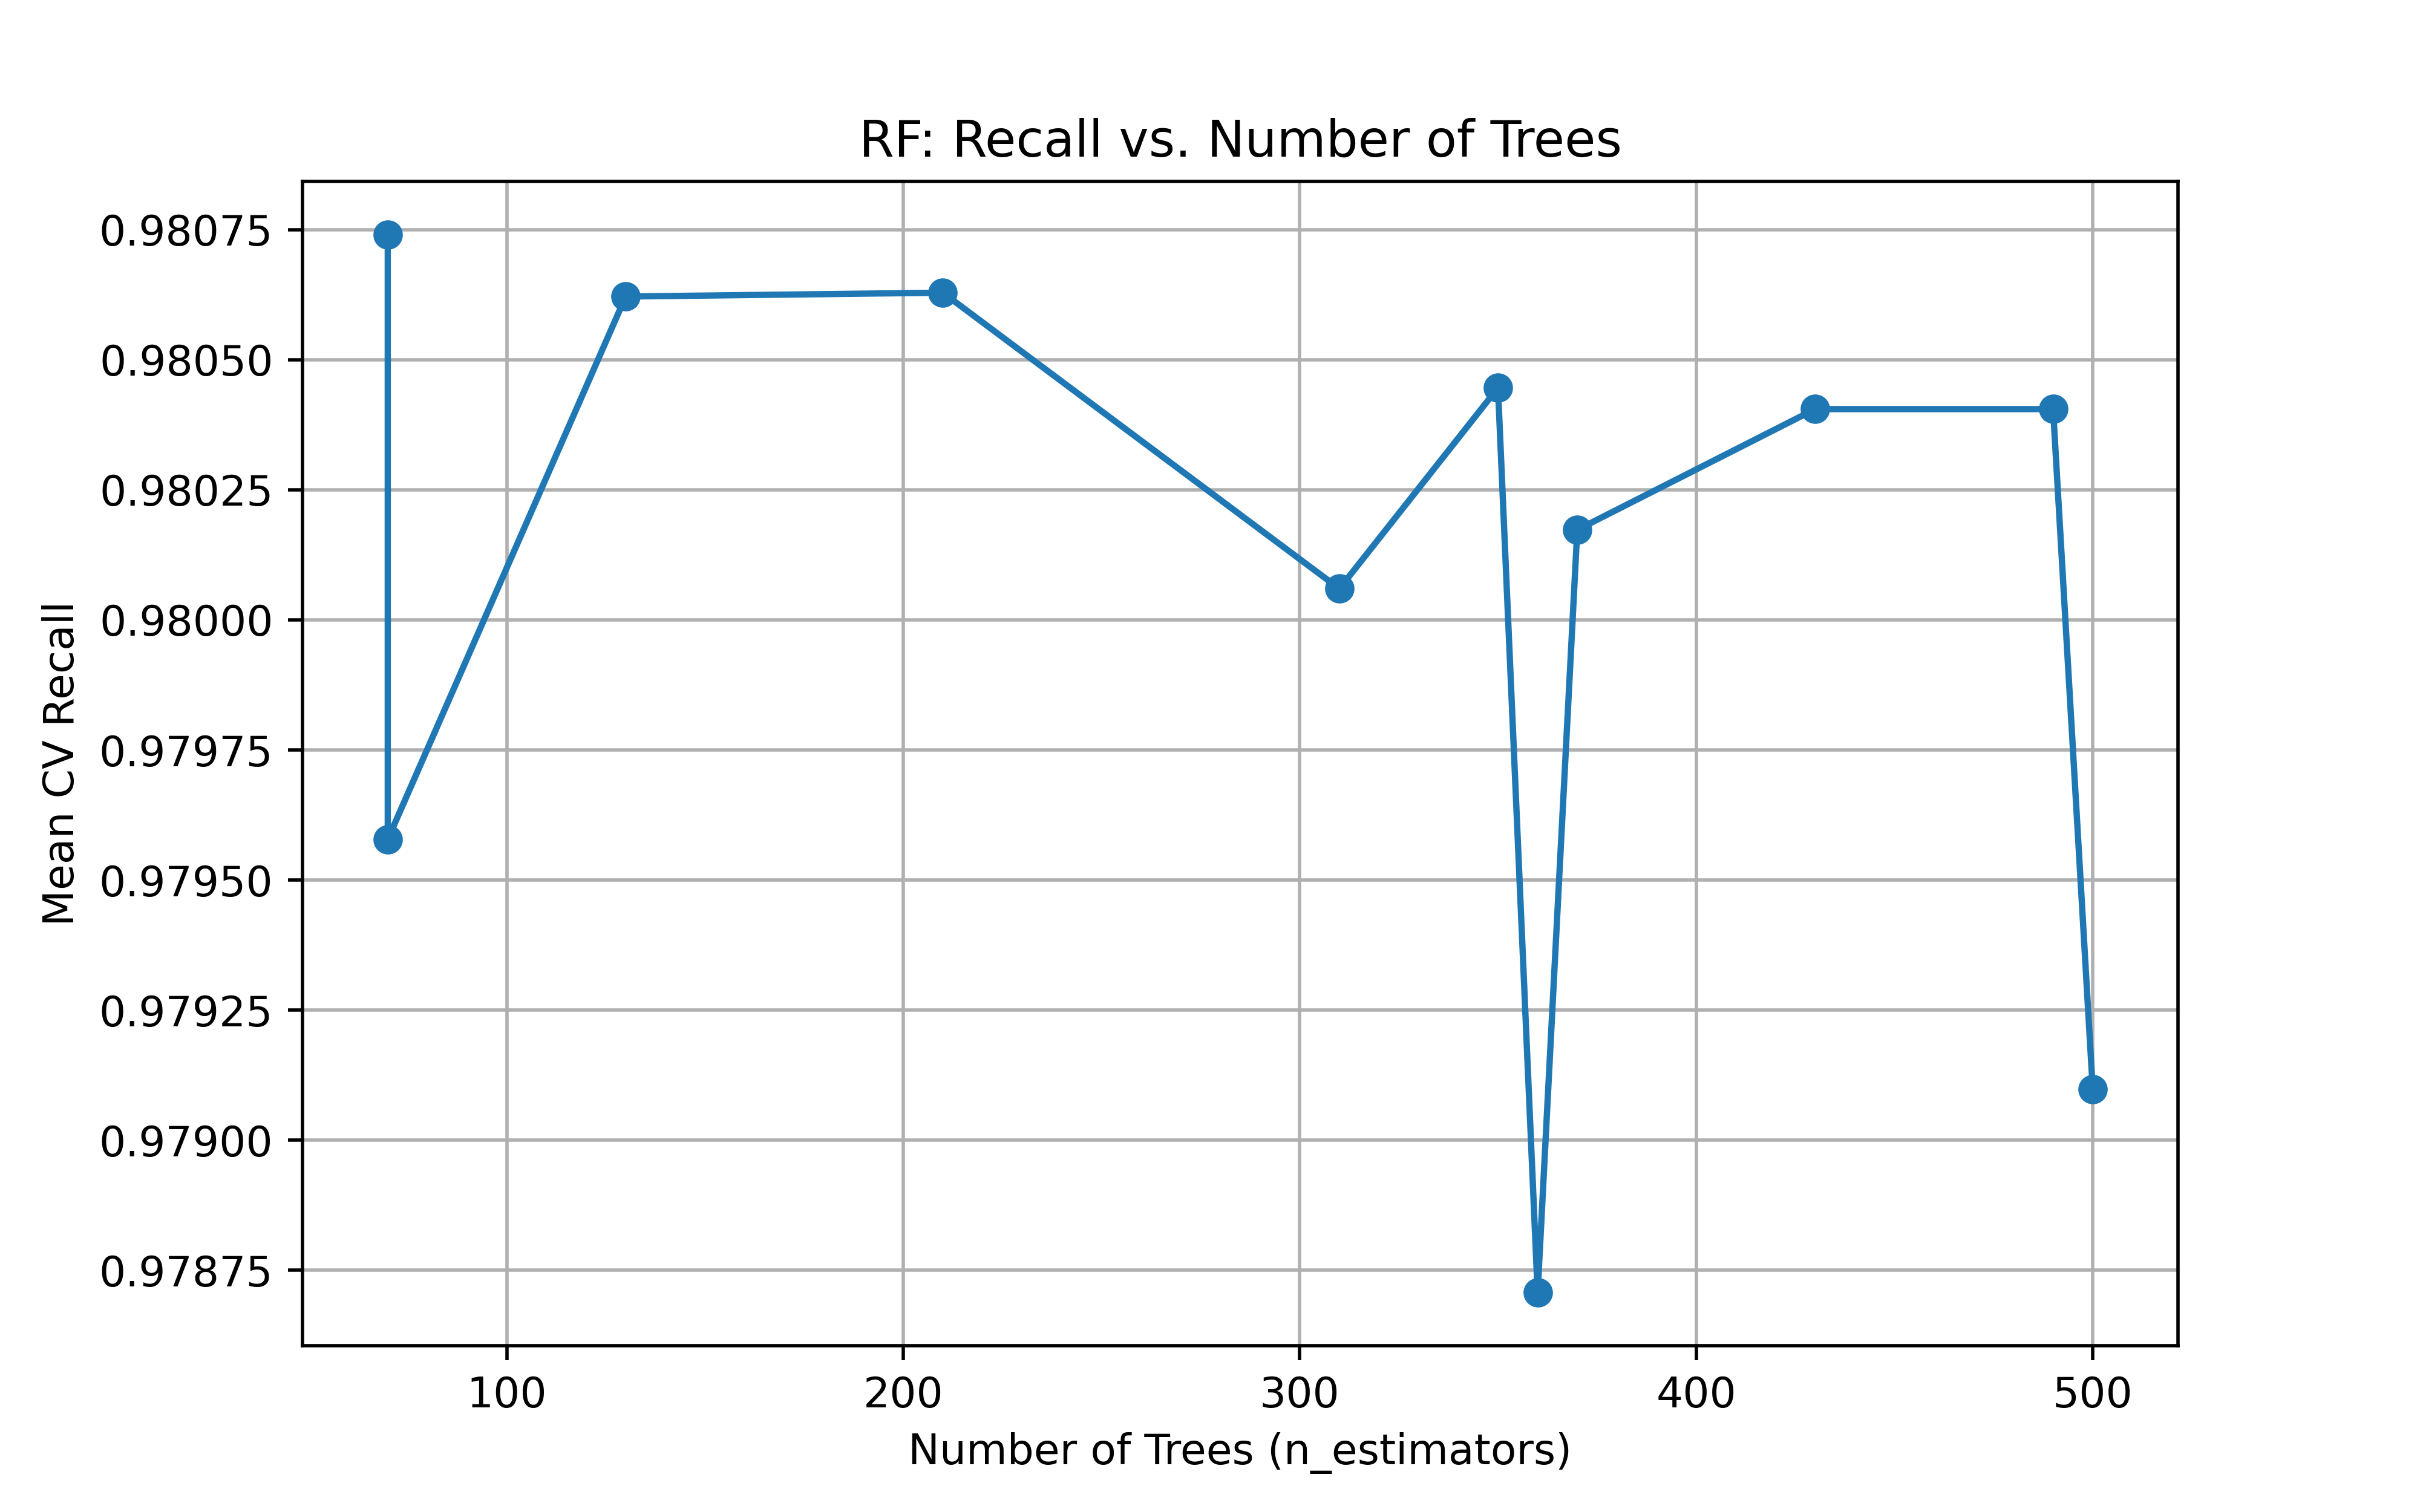 RF: Recall vs. Number of Trees
Mean CV Recall
0.98075
0.98050
0.98025
0.98000
0.97975
0.97950
0.97925
0.97900
0.97875
100 200 300 400 500
Number of Trees (n_estimators)